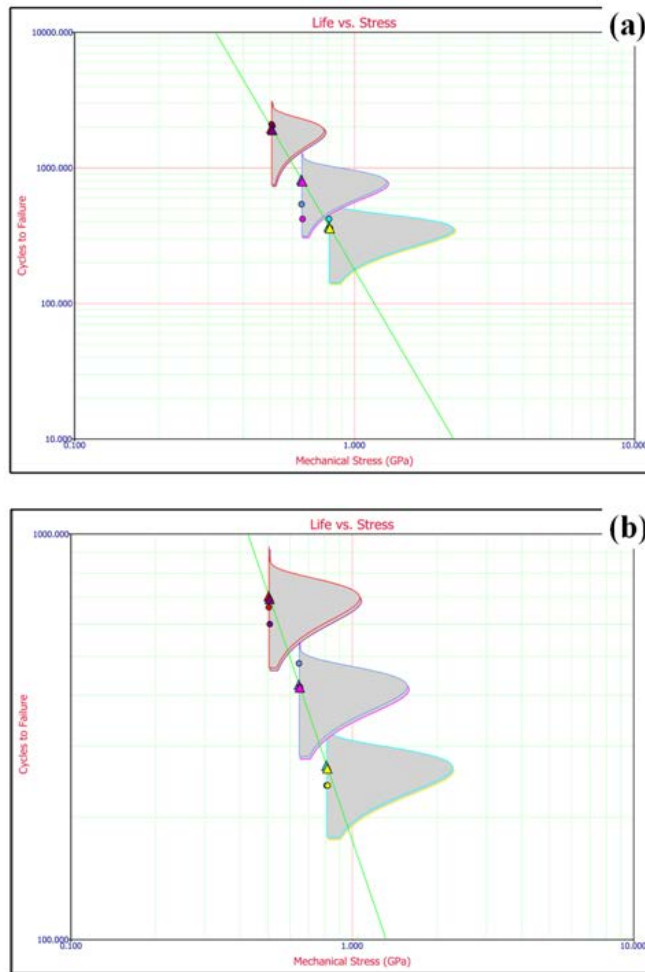 (a)
Life vs. Stress
10000.000
1000.000
Cycles to Failure
100.000
10.000
0.100
1.000
10.000
Mechanical Stress (GPa)
(b)
Life vs. Stress
1000.000
Cycles to Failure
100.000
0.100
1.000
10.000
Mechanical Stress (GPa)